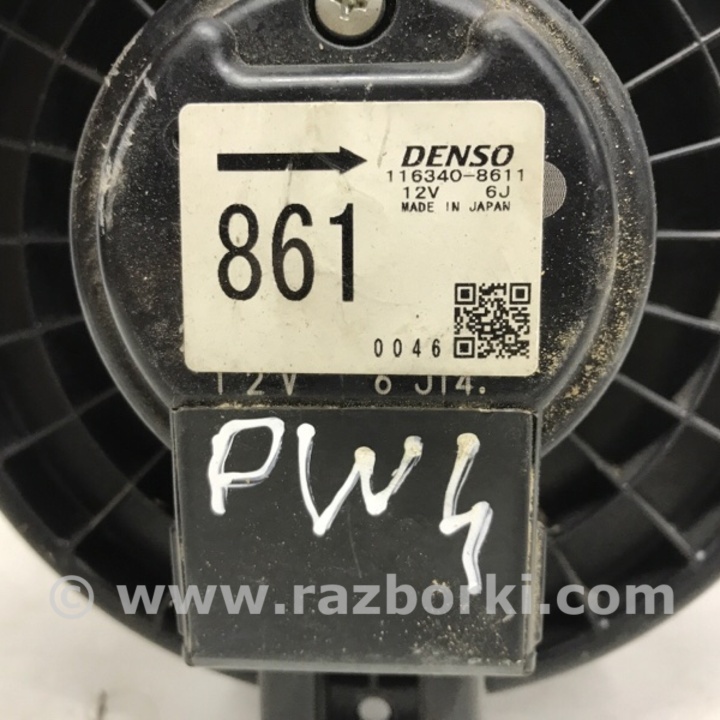 DENSO
116340-8611
12V 6J
MADE IN JAPAN
861
0046
12V 6J14.
PW4
© www.razborki.com